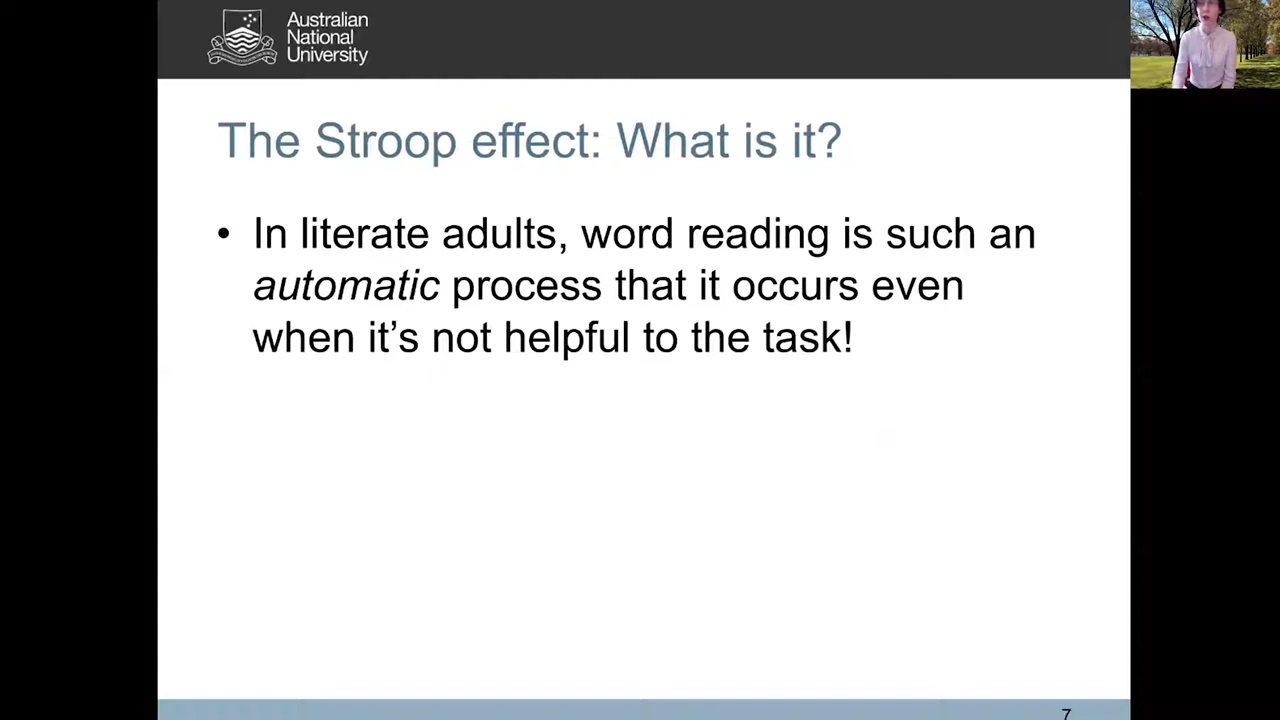 Australian
National
University
The Stroop effect: What is it?
• In literate adults, word reading is such an
automatic process that it occurs even
when it’s not helpful to the task!
7